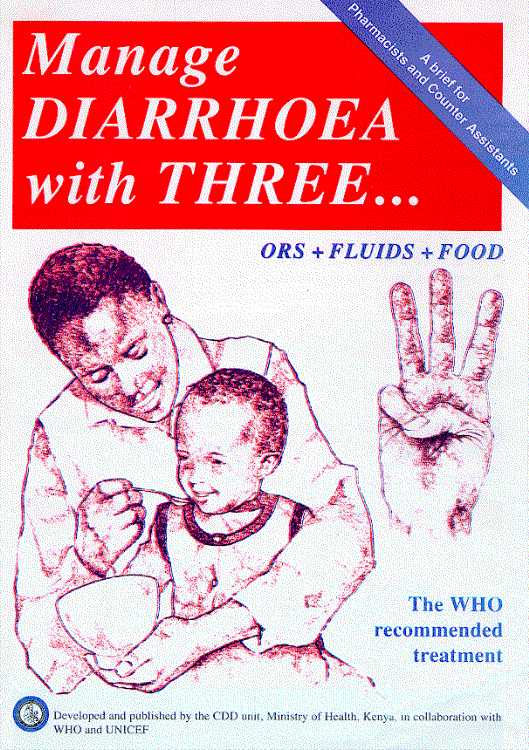 A brief for
Pharmacists and Counter Assistants
Manage
DIARRHOEA
with THREE...
ORS + FLUIDS + FOOD
The WHO
recommended
treatment
Developed and published by the CDD unit, Ministry of Health, Kenya, in collaboration with
WHO and UNICEF